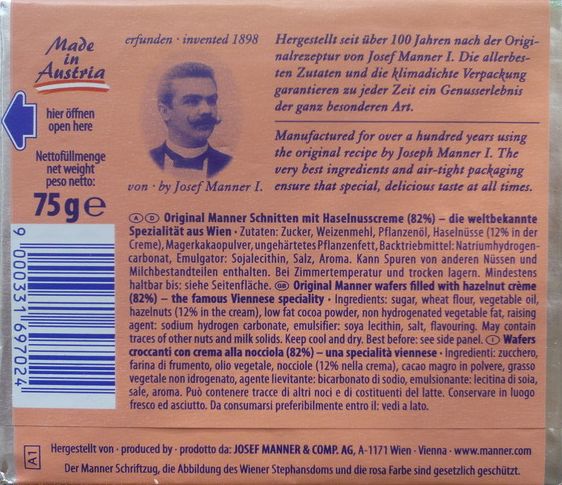 Made
in
Austria
hier öffnen
open here
Nettofüllmenge
net weight
peso netto:
75 g e
9 000331 697024
erfunden · invented 1898
von · by Josef Manner I.
Hergestellt seit über 100 Jahren nach der Origi-
nalrezeptur von Josef Manner I. Die allerbes-
ten Zutaten und die klimadichte Verpackung
garantieren zu jeder Zeit ein Genusserlebnis
der ganz besonderen Art.
Manufactured for over a hundred years using
the original recipe by Joseph Manner I. The
very best ingredients and air-tight packaging
ensure that special, delicious taste at all times.
A D Original Manner Schnitten mit Haselnusscreme (82%) – die weltbekannte
Spezialität aus Wien · Zutaten: Zucker, Weizenmehl, Pflanzenöl, Haselnüsse (12% in der
Creme), Magerkakaopulver, ungehärtetes Pflanzenfett, Backtriebmittel: Natriumhydrogen-
carbonat, Emulgator: Sojalecithin, Salz, Aroma. Kann Spuren von anderen Nüssen und
Milchbestandteilen enthalten. Bei Zimmertemperatur und trocken lagern. Mindestens
haltbar bis: siehe Seitenfläche. GB Original Manner wafers filled with hazelnut crème
(82%) – the famous Viennese speciality · Ingredients: sugar, wheat flour, vegetable oil,
hazelnuts (12% in the cream), low fat cocoa powder, non hydrogenated vegetable fat, raising
agent: sodium hydrogen carbonate, emulsifier: soya lecithin, salt, flavouring. May contain
traces of other nuts and milk solids. Keep cool and dry. Best before: see side panel. I Wafers
croccanti con crema alla nocciola (82%) – una specialità viennese · Ingredienti: zucchero,
farina di frumento, olio vegetale, nocciole (12% nella crema), cacao magro in polvere, grasso
vegetale non idrogenato, agente lievitante: bicarbonato di sodio, emulsionante: lecitina di soia,
sale, aroma. Può contenere tracce di altri noci e di costituenti del latte. Conservare in luogo
fresco ed asciutto. Da consumarsi preferibilmente entro il: vedi a lato.
A1
Hergestellt von · produced by · prodotto da: JOSEF MANNER & COMP. AG, A-1171 Wien · Vienna · www.manner.com
Der Manner Schriftzug, die Abbildung des Wiener Stephansdoms und die rosa Farbe sind gesetzlich geschützt.